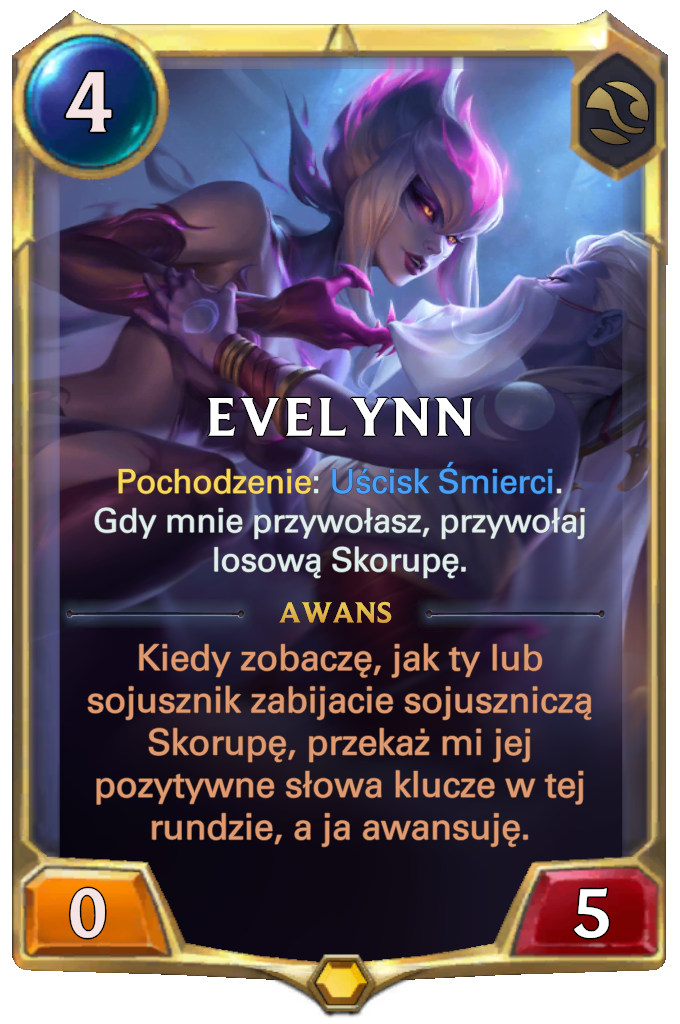 4
EVELYNN
Pochodzenie: Uścisk Śmierci.
Gdy mnie przywołasz, przywołaj
losową Skorupę.
AWANS
Kiedy zobaczę, jak ty lub
sojusznik zabijacie sojuszniczą
Skorupę, przekaż mi jej
pozytywne słowa klucze w tej
rundzie, a ja awansuję.
0
5